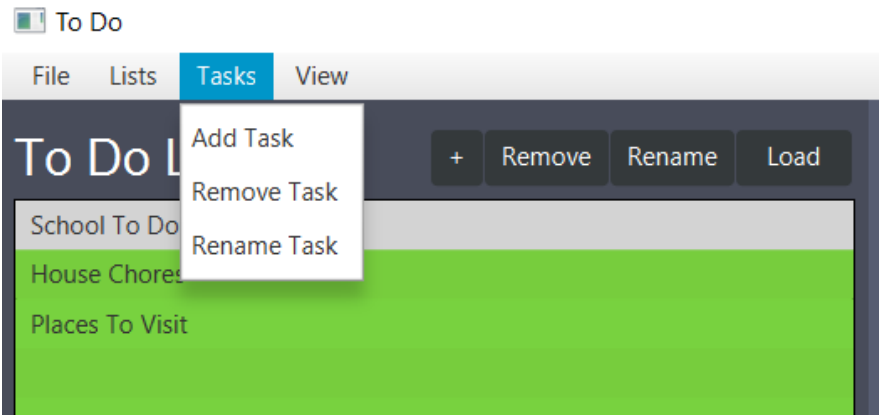 To Do
File Lists Tasks View
Add Task
To Do L + Remove Rename Load
Remove Task
School To Do
Rename Task
House Chores
Places To Visit